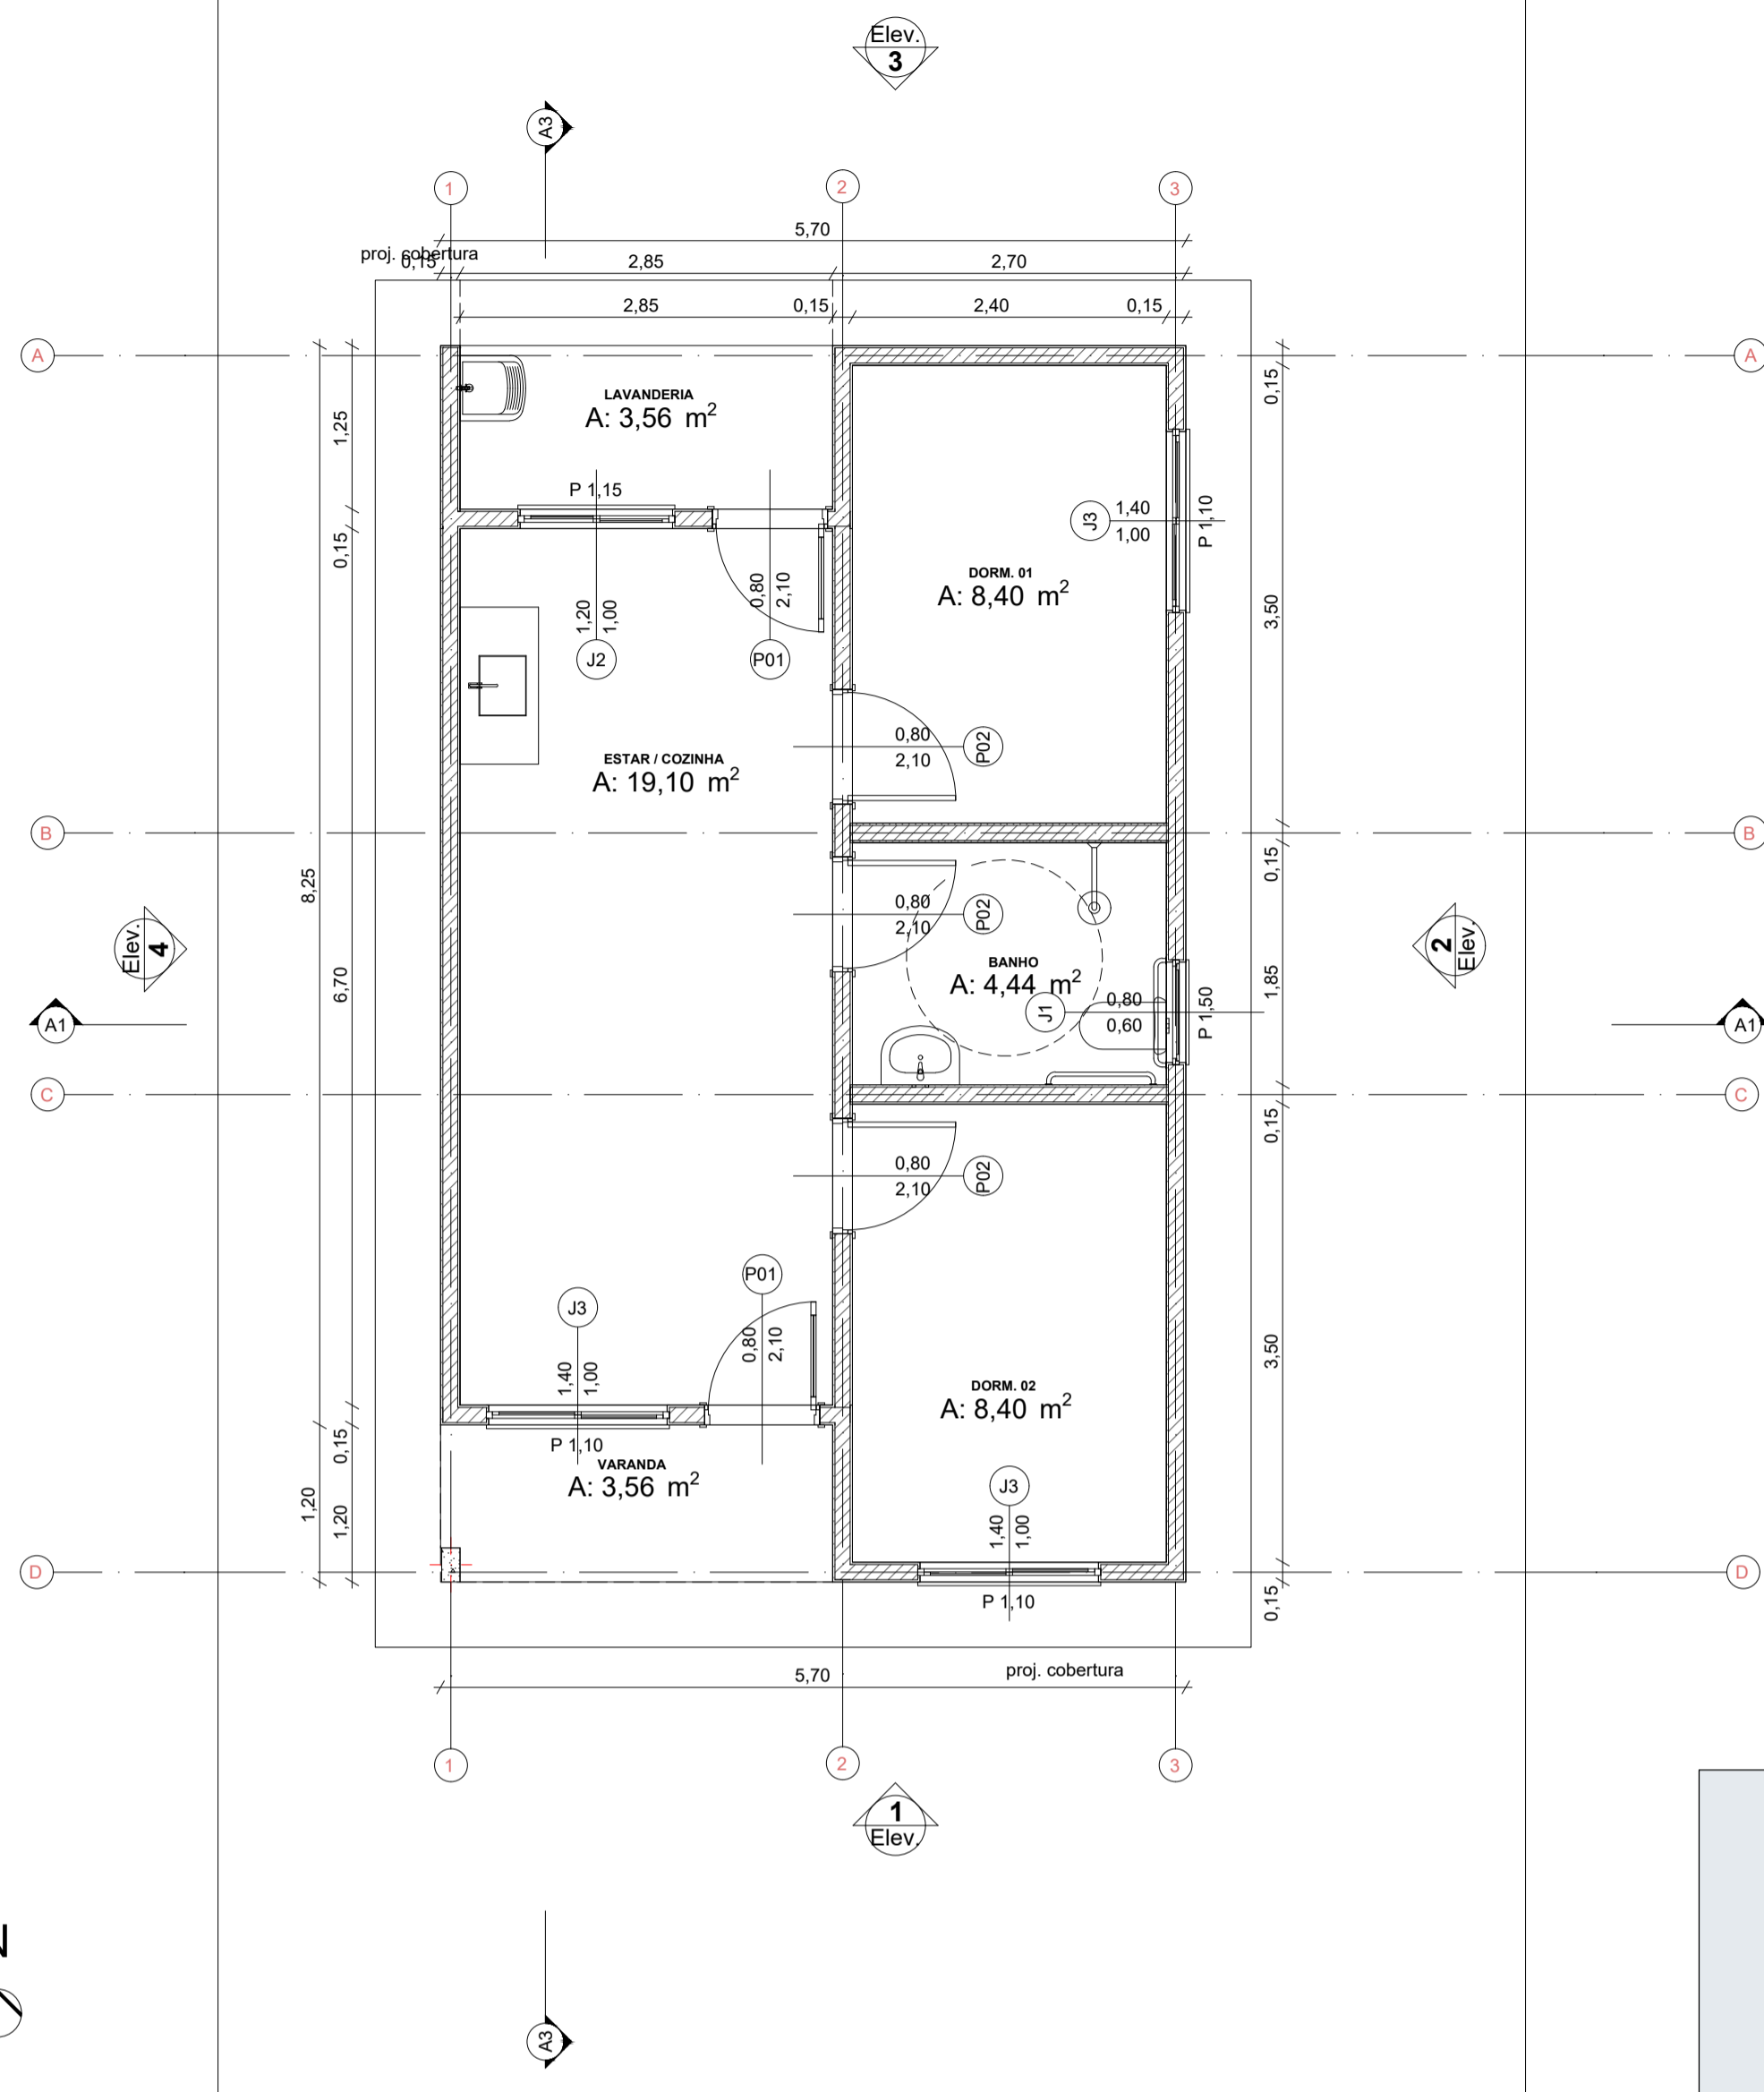 Elev.
3
A3
1
2
3
5,70
proj. cobertura
0,15
2,85
2,70
2,85
0,15
2,40
0,15
A
A
LAVANDERIA
A: 3,56 m²
0,15
1,25
P 1,15
J3
1,40
1,00
P 1,10
0,15
DORM. 01
A: 8,40 m²
0,80
2,10
1,20
1,00
3,50
J2
P01
0,80
2,10
P02
ESTAR / COZINHA
A: 19,10 m²
B
B
8,25
0,15
0,80
2,10
P02
Elev.
4
2
Elev.
BANHO
A: 4,44 m²
6,70
1,85
J1
0,80
0,60
P 1,50
A1
A1
C
C
0,15
0,80
2,10
P02
P01
J3
0,80
2,10
1,40
1,00
3,50
DORM. 02
A: 8,40 m²
P 1,10
0,15
VARANDA
A: 3,56 m²
J3
1,20
1,20
1,40
1,00
D
D
P 1,10
0,15
proj. cobertura
5,70
1
2
3
1
Elev.
N
A3